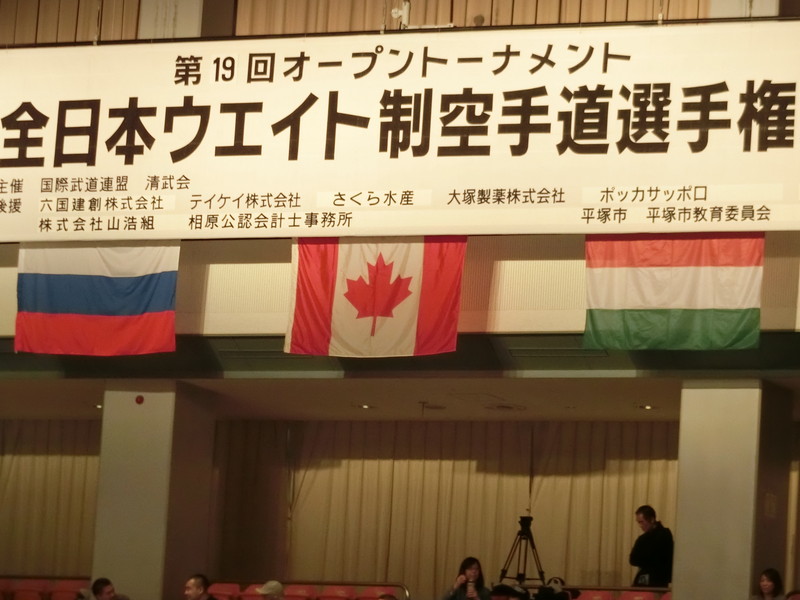 第19回オープントーナメント
全日本ウエイト制空手道選手権
主催 国際武道連盟 清武会
後援 六国建創株式会社 テイケイ株式会社 さくら水産 大塚製薬株式会社 ポッカサッポロ
株式会社山浩組 相原公認会計士事務所 平塚市 平塚市教育委員会